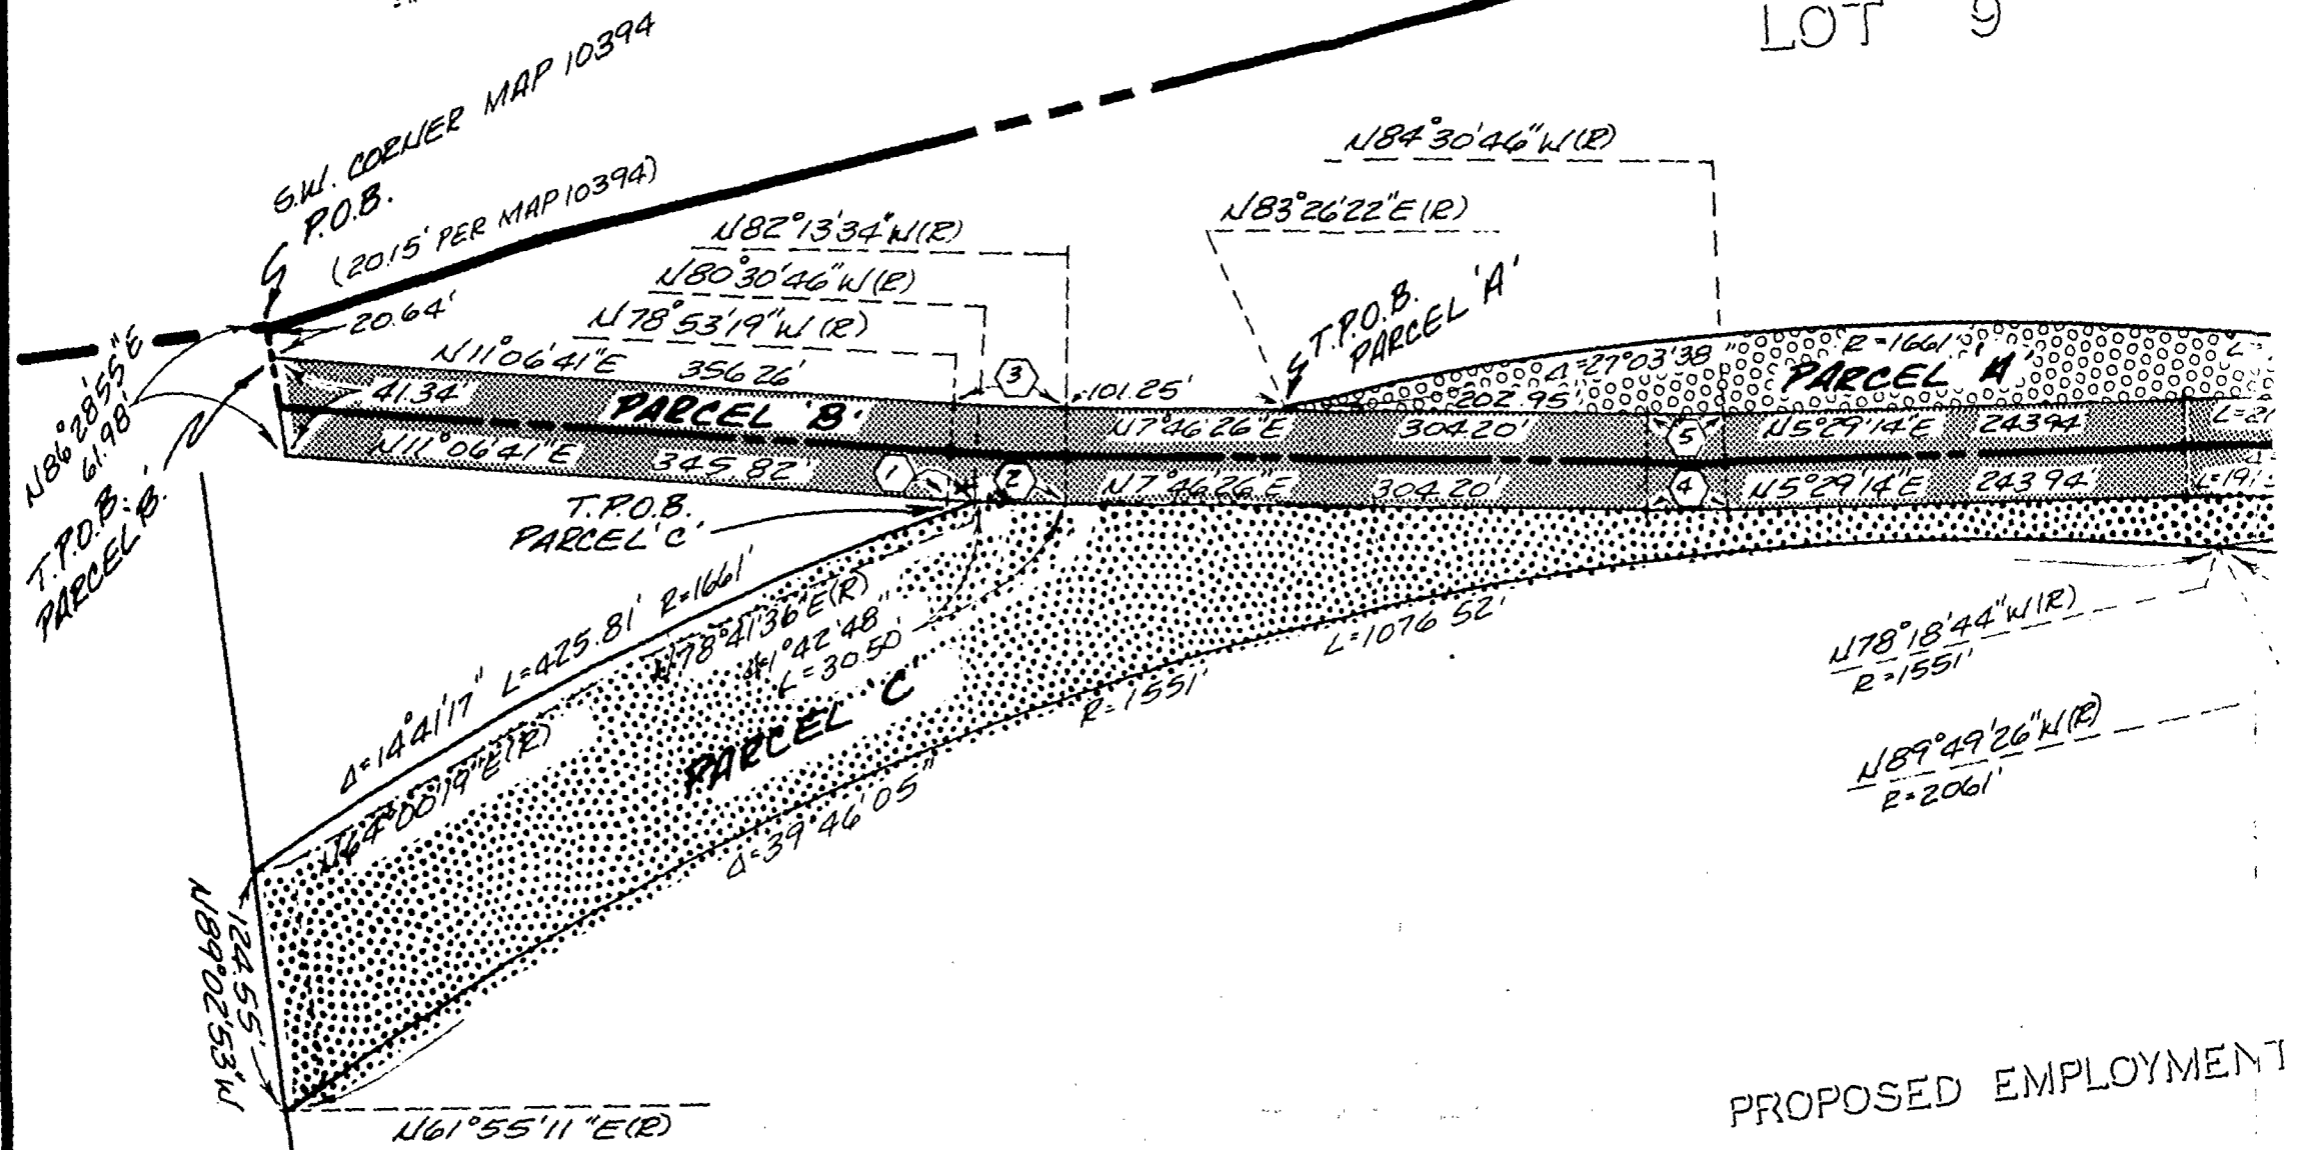 LOT 9
S.W. CORNER MAP 10394
P.O.B.
(20.15' PER MAP 10394)
20.64'
N84°30'46"W(R)
N83°26'22"E(R)
N82°13'34"W(R)
N80°30'46"W(R)
N78°53'19"W(R)
T.P.O.B.
PARCEL 'A'
N86°28'55"E
61.98'
T.P.O.B.
PARCEL 'B'
N11°06'41"E 356.26'
3
101.25'
Δ=27°03'38"
R=1661'
PARCEL 'A'
202.95'
41.34'
PARCEL 'B'
N7°46'26"E 304.20'
5
N5°29'14"E 243.94'
N11°06'41"E 345.82'
1
2
N7°46'26"E 304.20'
4
N5°29'14"E 243.94'
T.P.O.B.
PARCEL 'C'
Δ=14°41'17" L=425.81' R=1661'
N78°41'36"E(R)
Δ=1°42'48"
L=30.50'
N64°00'19"E(R)
PARCEL 'C'
L=1076.52'
R=1551'
Δ=39°46'05"
N78°18'44"W(R)
R=1551'
N89°49'26"W(R)
R=2061'
124.55'
N89°02'53"W
N61°55'11"E(R)
PROPOSED EMPLOYMENT